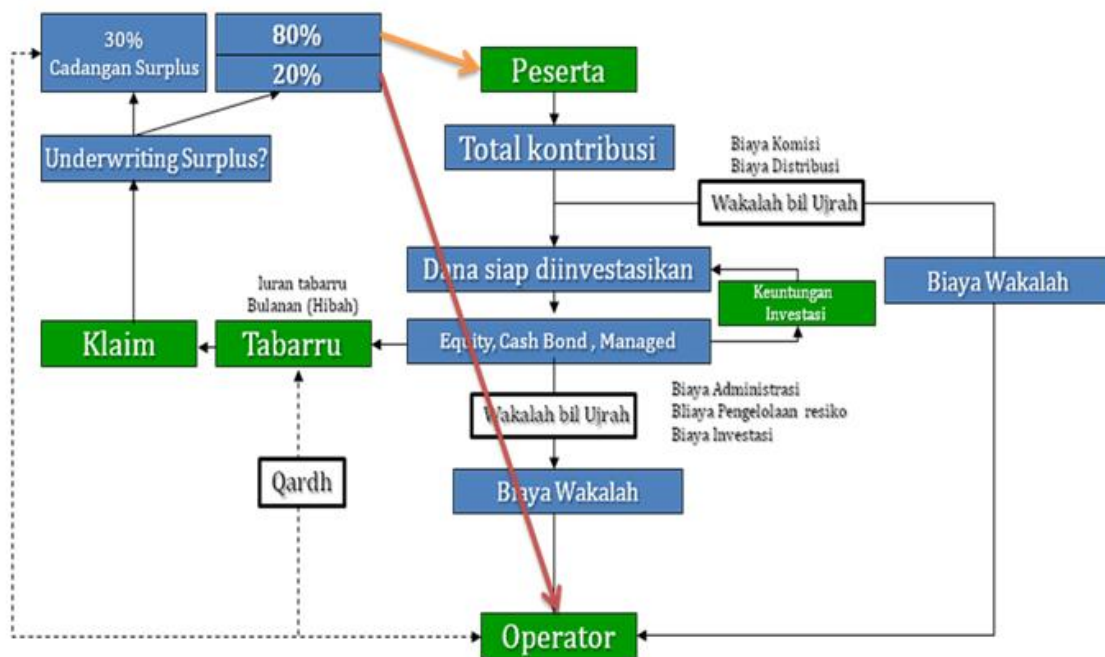 30%
Cadangan Surplus
80%
20%
Peserta
Underwriting Surplus?
Total kontribusi
Biaya Komisi
Biaya Distribusi
Wakalah bil Ujrah
Dana siap diinvestasikan
Biaya Wakalah
Iuran tabarru
Bulanan (Hibah)
Keuntungan
Investasi
Klaim
Tabarru
Equity, Cash Bond , Managed
Biaya Administrasi
Bliaya Pengelolaan resiko
Biaya Investasi
Wakalah bil Ujrah
Qardh
Biaya Wakalah
Operator